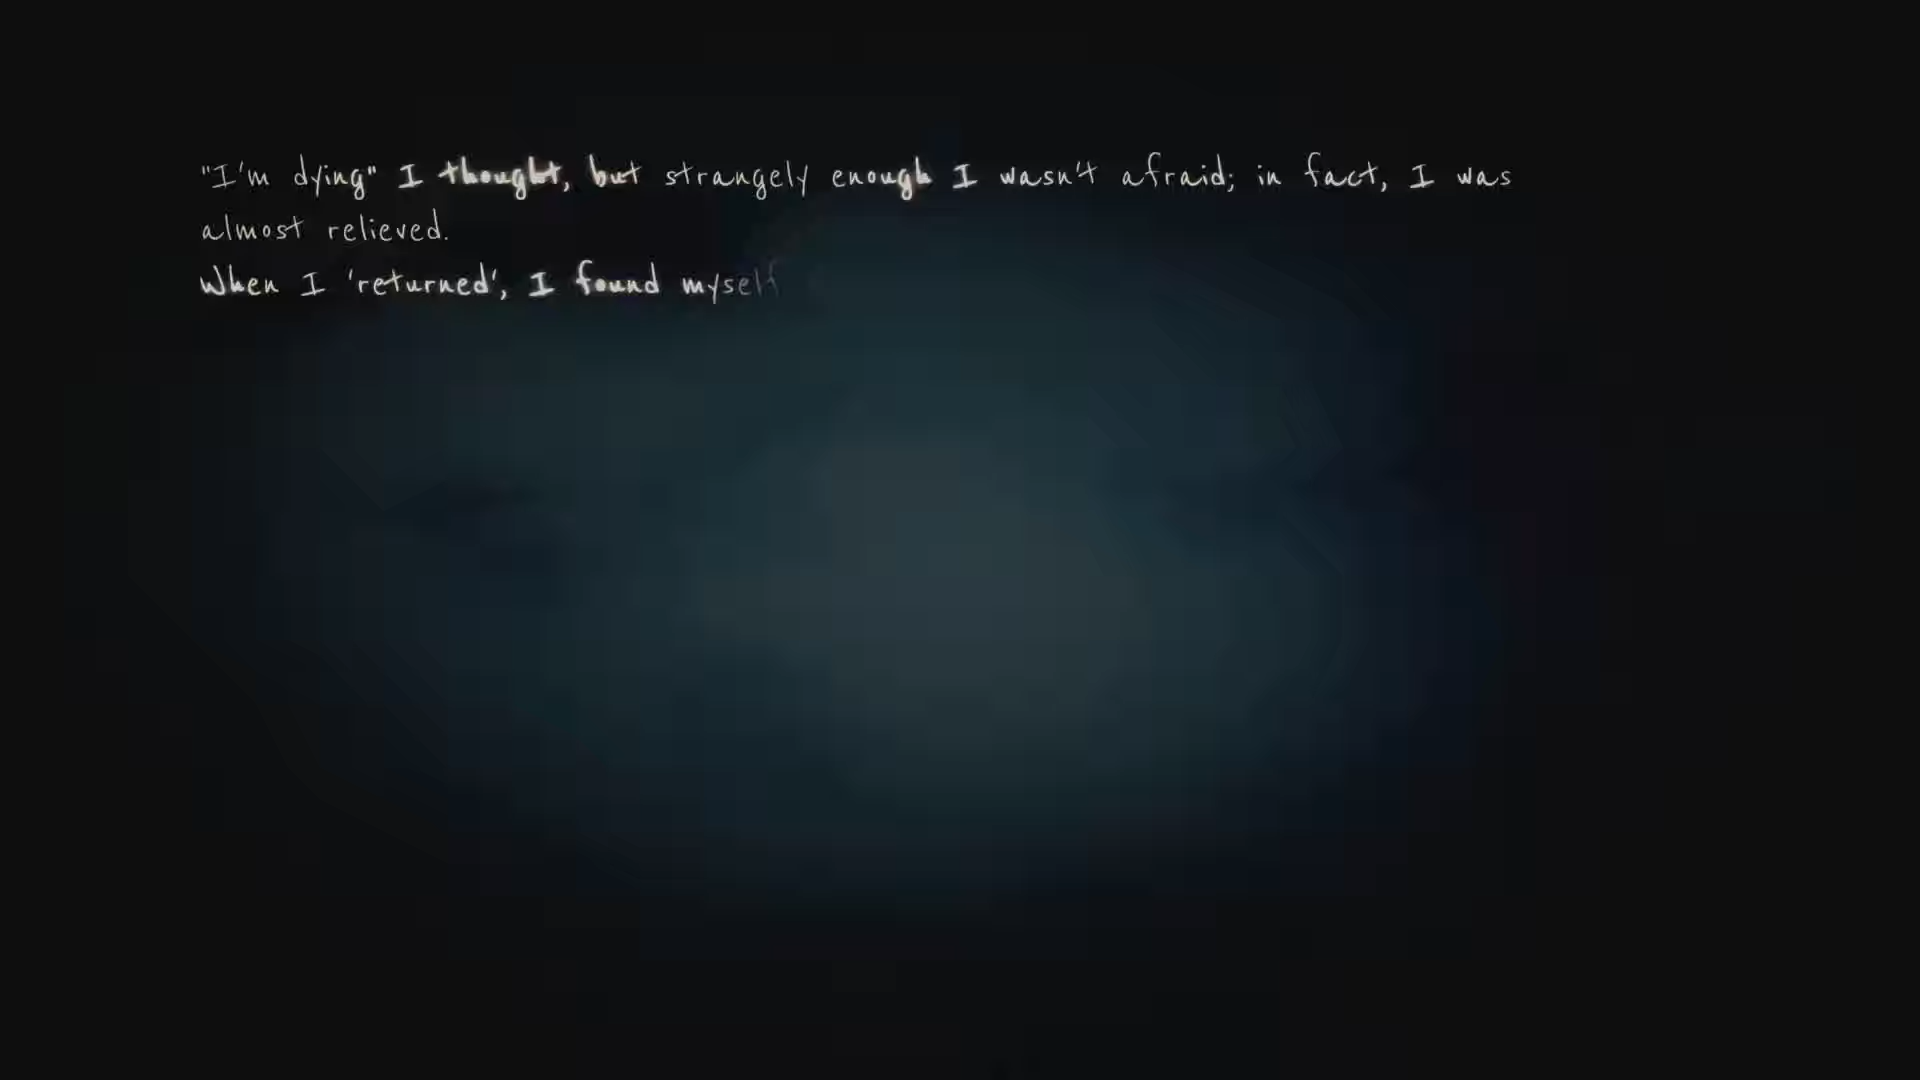 "I'm dying" I thought, but strangely enough I wasn't afraid; in fact, I was
almost relieved.
When I 'returned', I found myself